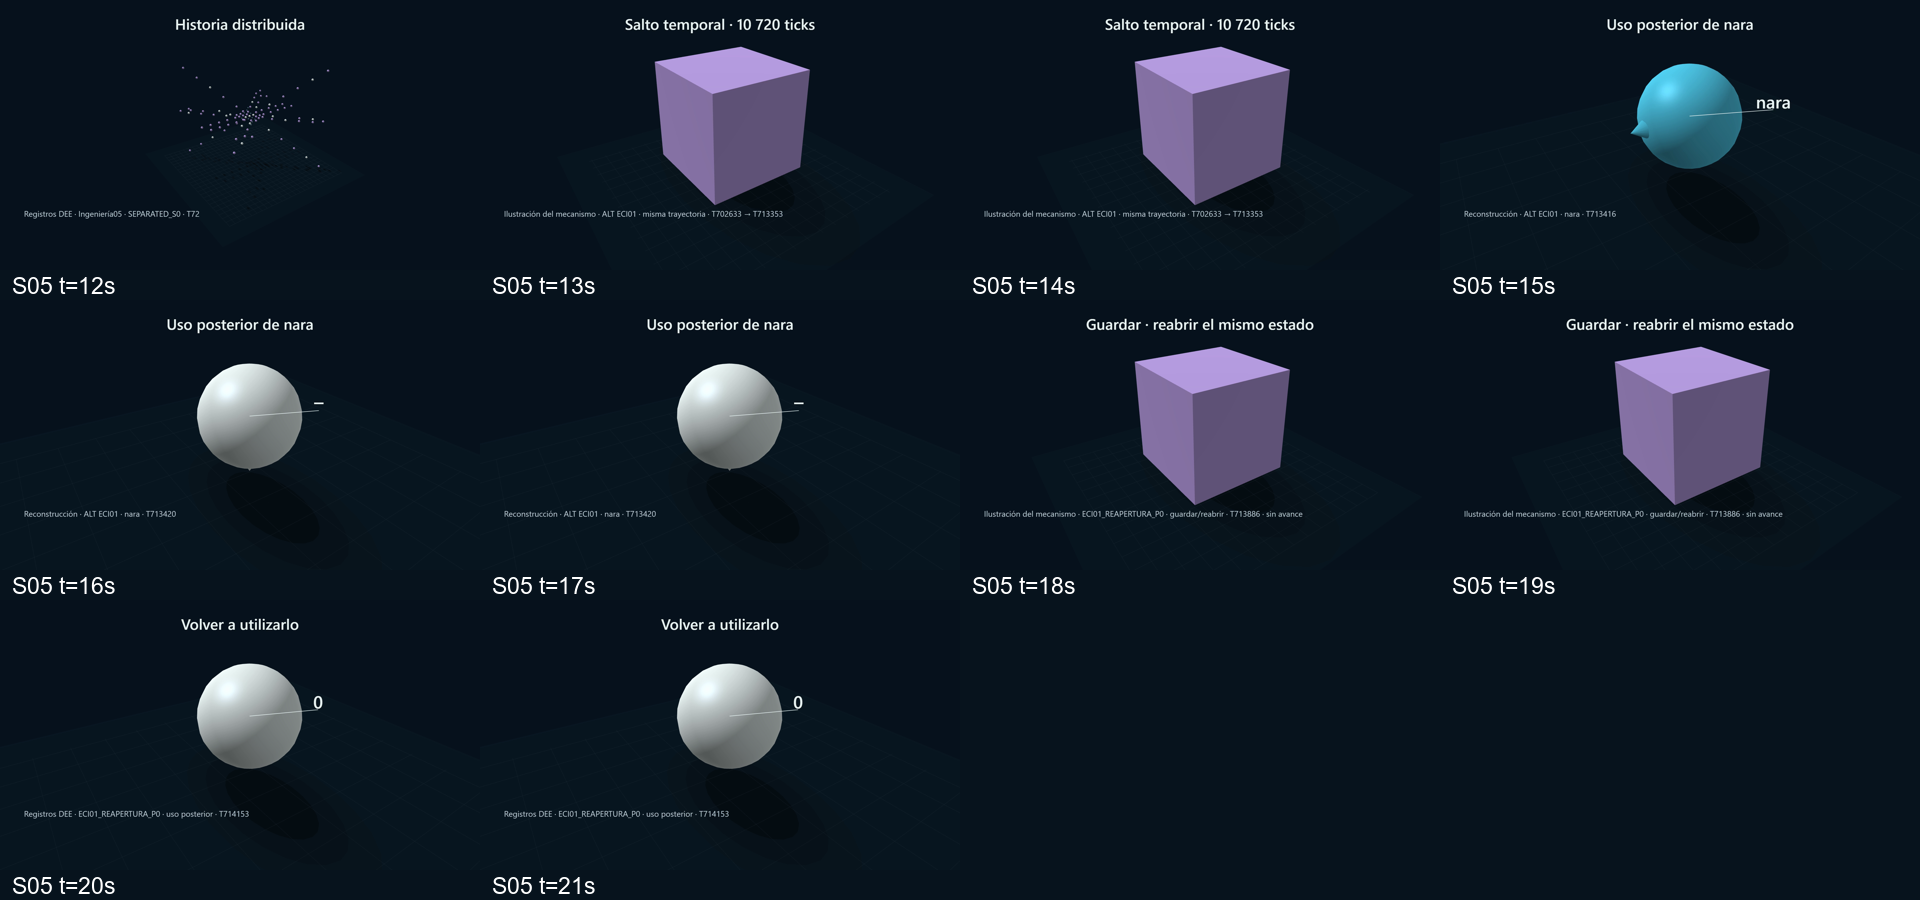 Historia distribuida
Registros DEE · Ingeniería05 · SEPARATED_S0 · T72
S05 t=12s
Salto temporal · 10 720 ticks
Ilustración del mecanismo · ALT ECI01 · misma trayectoria · T702633 → T713353
S05 t=13s
Salto temporal · 10 720 ticks
Ilustración del mecanismo · ALT ECI01 · misma trayectoria · T702633 → T713353
S05 t=14s
Uso posterior de nara
nara
Reconstrucción · ALT ECI01 · nara · T713416
S05 t=15s
Uso posterior de nara
–
Reconstrucción · ALT ECI01 · nara · T713420
S05 t=16s
Uso posterior de nara
–
Reconstrucción · ALT ECI01 · nara · T713420
S05 t=17s
Guardar · reabrir el mismo estado
Ilustración del mecanismo · ECI01_REAPERTURA_P0 · guardar/reabrir · T713886 · sin avance
S05 t=18s
Guardar · reabrir el mismo estado
Ilustración del mecanismo · ECI01_REAPERTURA_P0 · guardar/reabrir · T713886 · sin avance
S05 t=19s
Volver a utilizarlo
0
Registros DEE · ECI01_REAPERTURA_P0 · uso posterior · T714153
S05 t=20s
Volver a utilizarlo
0
Registros DEE · ECI01_REAPERTURA_P0 · uso posterior · T714153
S05 t=21s